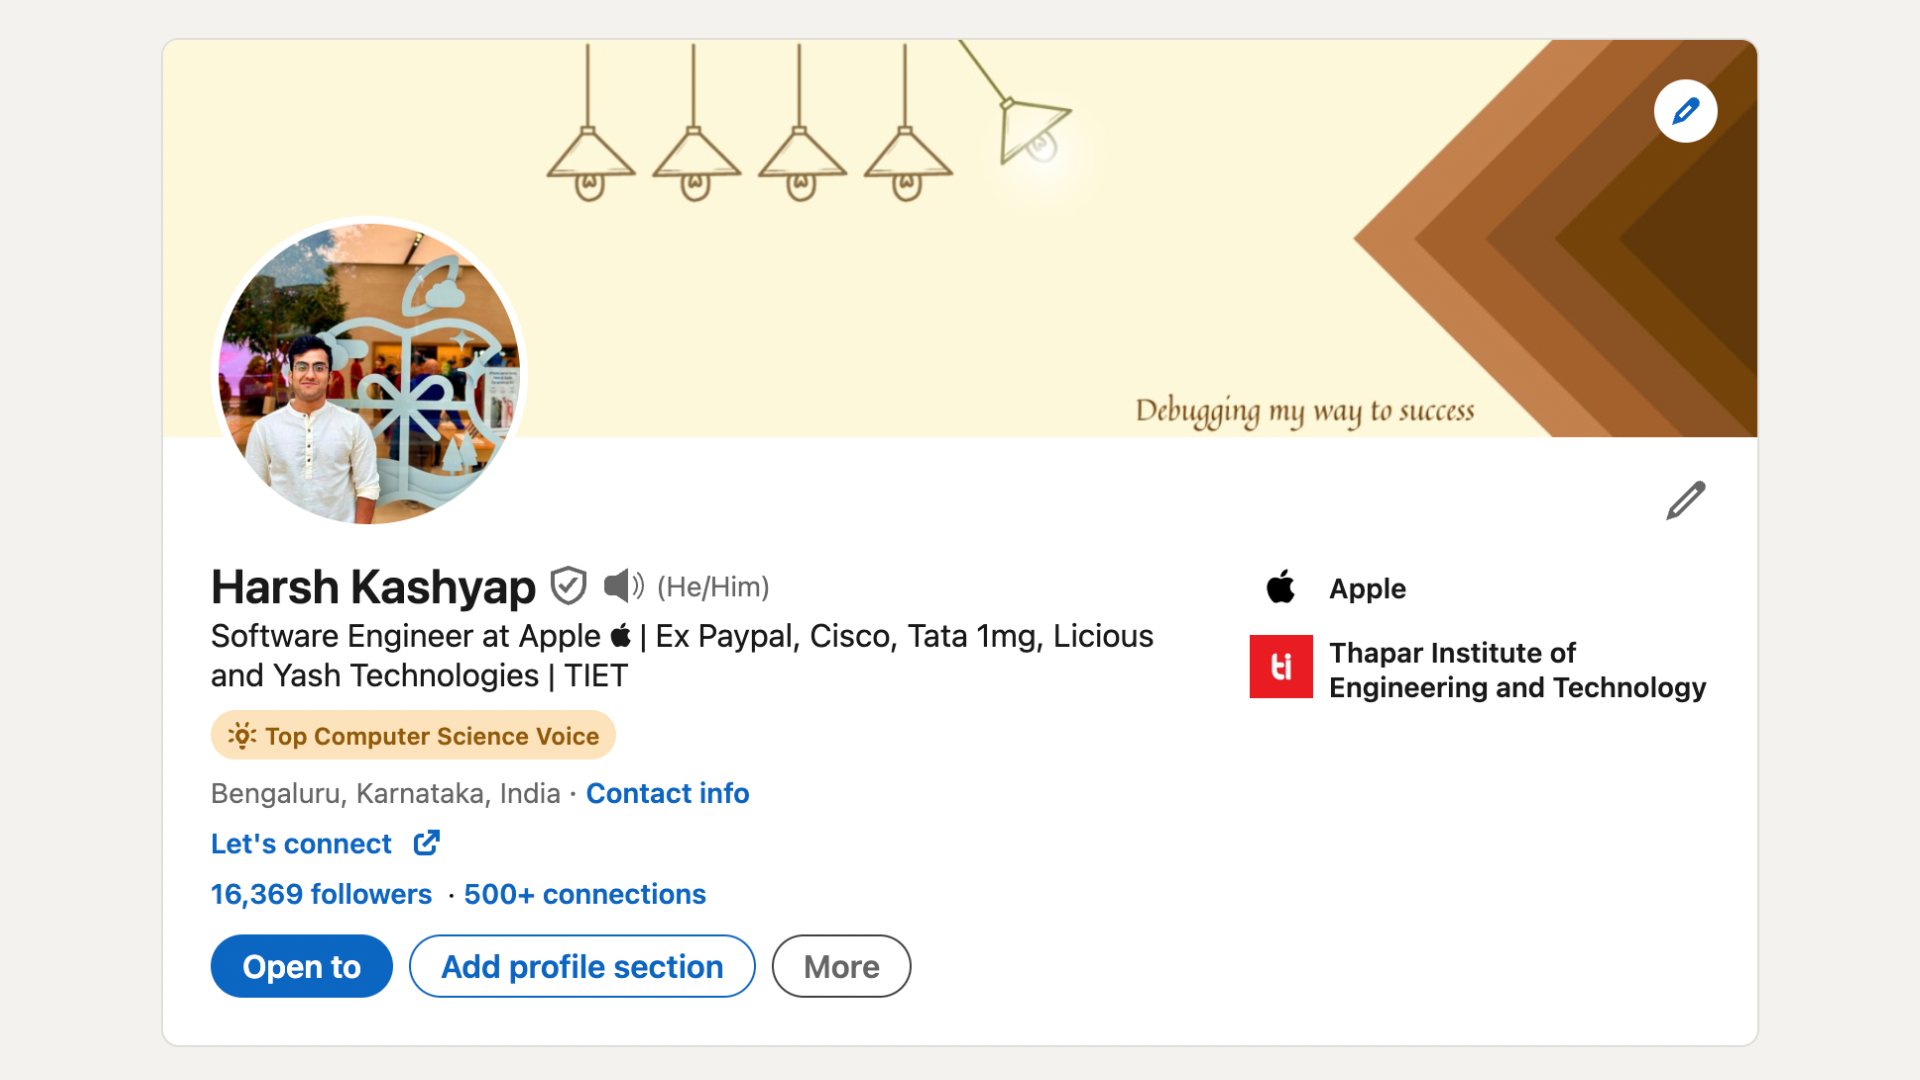 Debugging my way to success
Harsh Kashyap (He/Him)
Software Engineer at Apple  | Ex Paypal, Cisco, Tata 1mg, Licious
and Yash Technologies | TIET
Top Computer Science Voice
Bengaluru, Karnataka, India · Contact info
Let's connect
16,369 followers · 500+ connections
Open to
Add profile section
More
Apple
ti
Thapar Institute of
Engineering and Technology